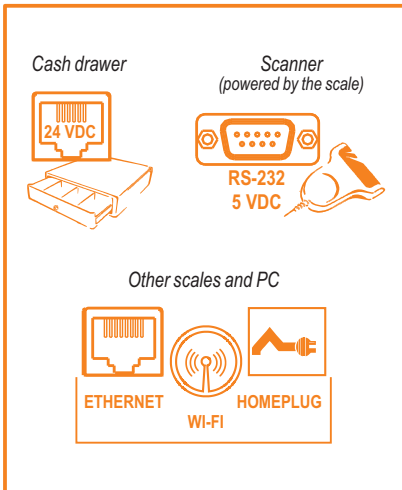 Cash drawer
24 VDC
Scanner
(powered by the scale)
RS-232
5 VDC
Other scales and PC
ETHERNET
WI-FI
HOMEPLUG